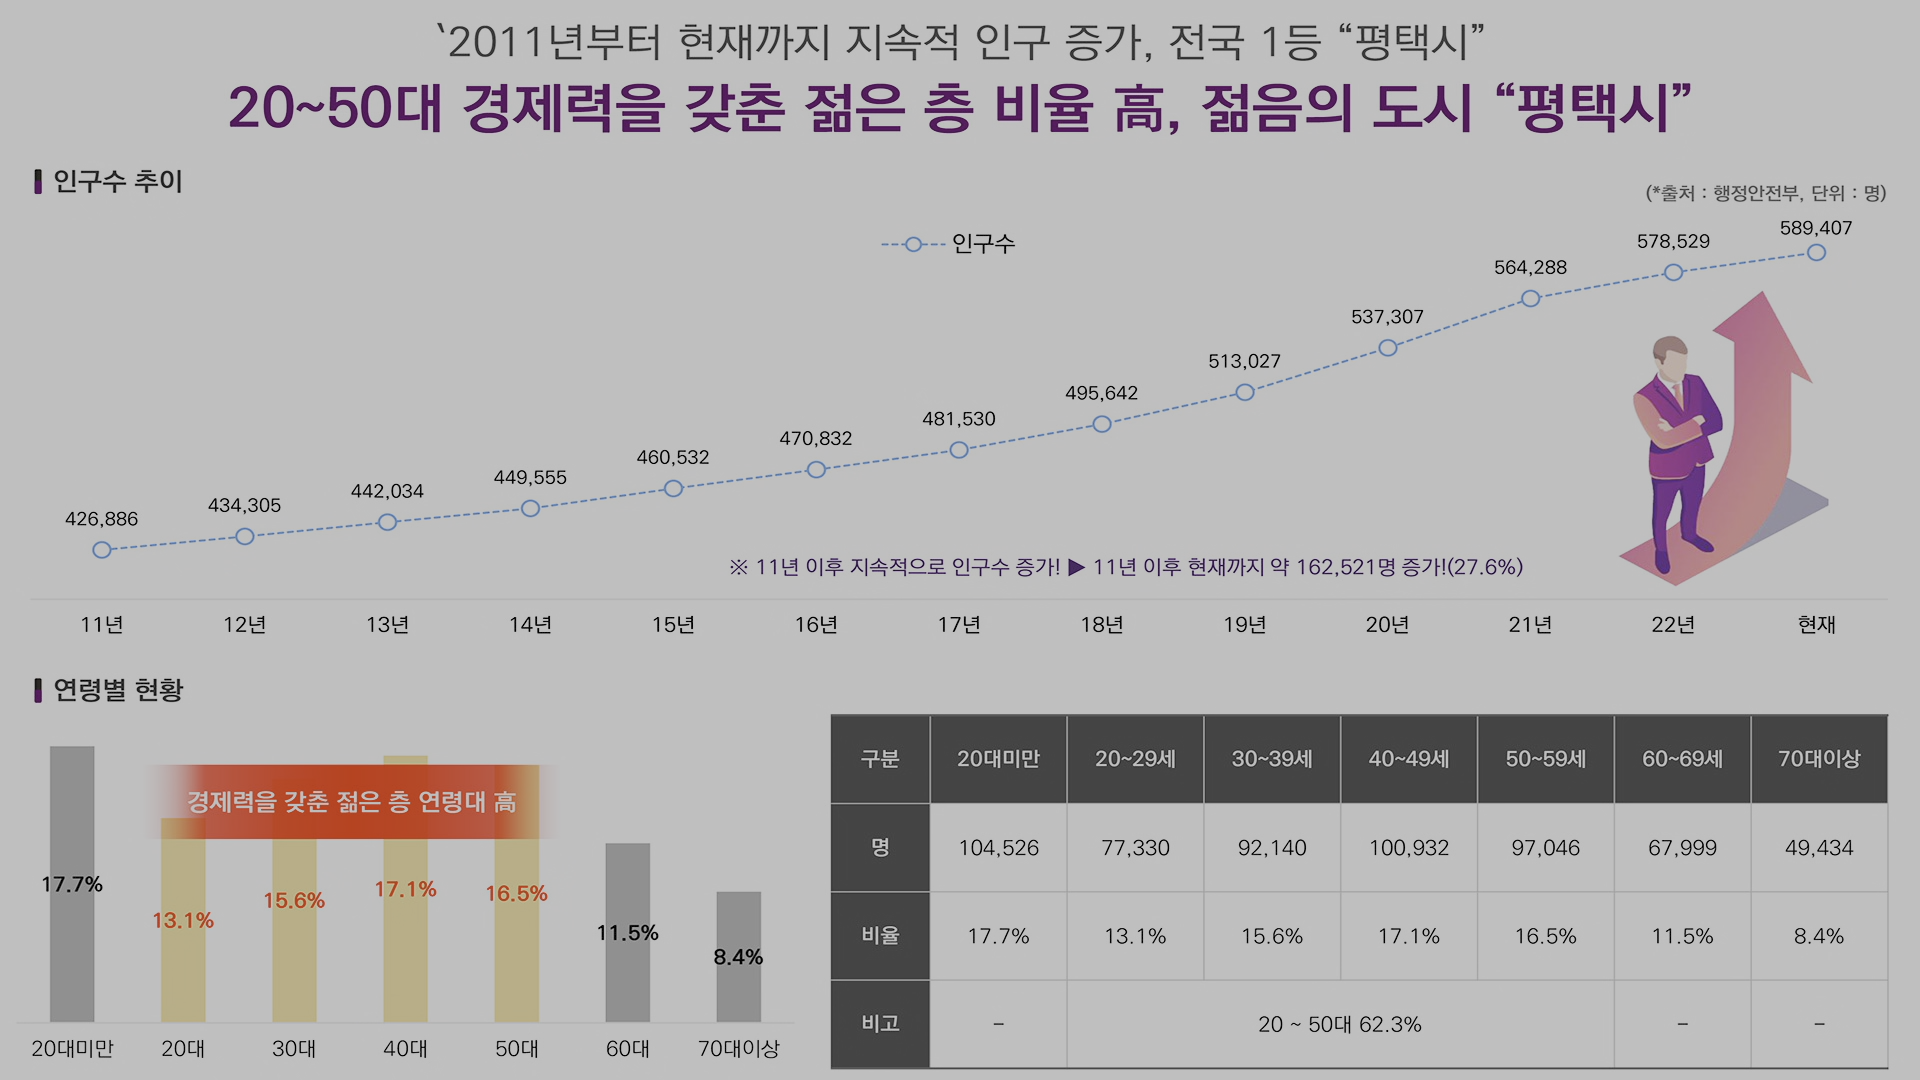 ‵2011년부터 현재까지 지속적 인구 증가, 전국 1등 “평택시”
20~50대 경제력을 갖춘 젊은 층 비율 高, 젊음의 도시 “평택시”
인구수 추이
(*출처 : 행정안전부, 단위 : 명)
인구수
426,886 434,305 442,034 449,555 460,532 470,832 481,530 495,642 513,027 537,307 564,288 578,529 589,407
※ 11년 이후 지속적으로 인구수 증가! ▶ 11년 이후 현재까지 약 162,521명 증가!(27.6%)
11년 12년 13년 14년 15년 16년 17년 18년 19년 20년 21년 22년 현재
연령별 현황
경제력을 갖춘 젊은 층 연령대 高
17.7% 13.1% 15.6% 17.1% 16.5% 11.5% 8.4%
20대미만 20대 30대 40대 50대 60대 70대이상
구분 20대미만 20~29세 30~39세 40~49세 50~59세 60~69세 70대이상
명 104,526 77,330 92,140 100,932 97,046 67,999 49,434
비율 17.7% 13.1% 15.6% 17.1% 16.5% 11.5% 8.4%
비고 – 20 ~ 50대 62.3% – –